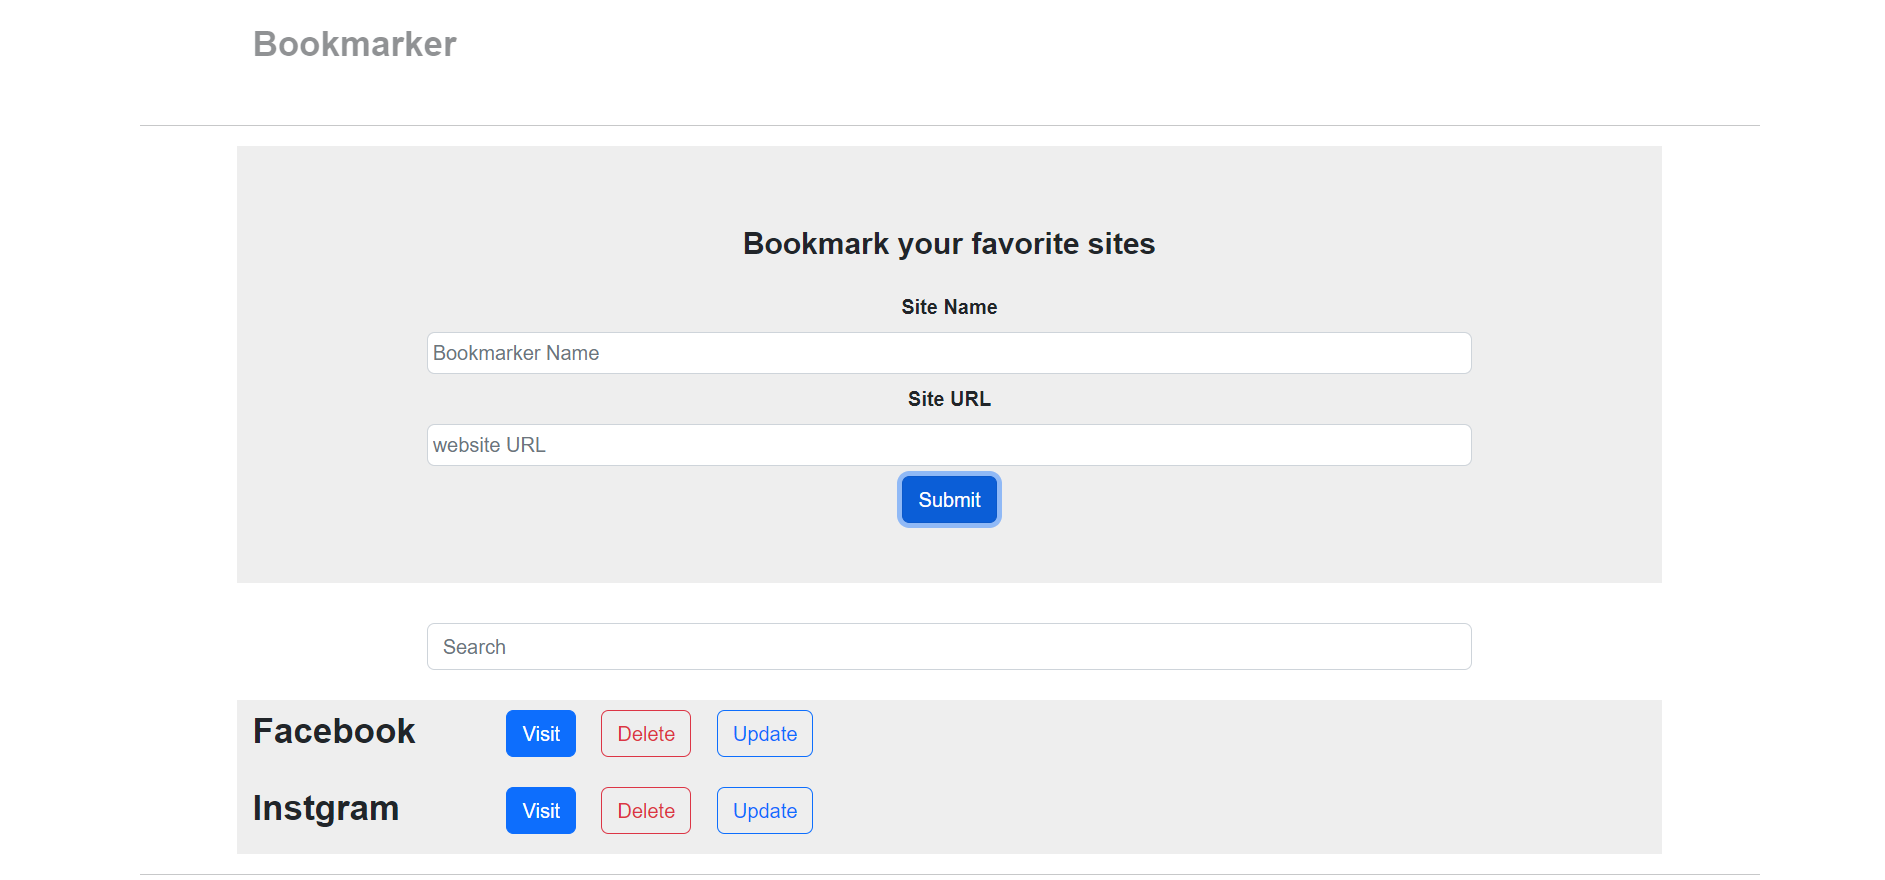 Bookmarker
Bookmark your favorite sites
Site Name
Bookmarker Name
Site URL
website URL
Submit
Search
Facebook Visit Delete Update
Instgram Visit Delete Update